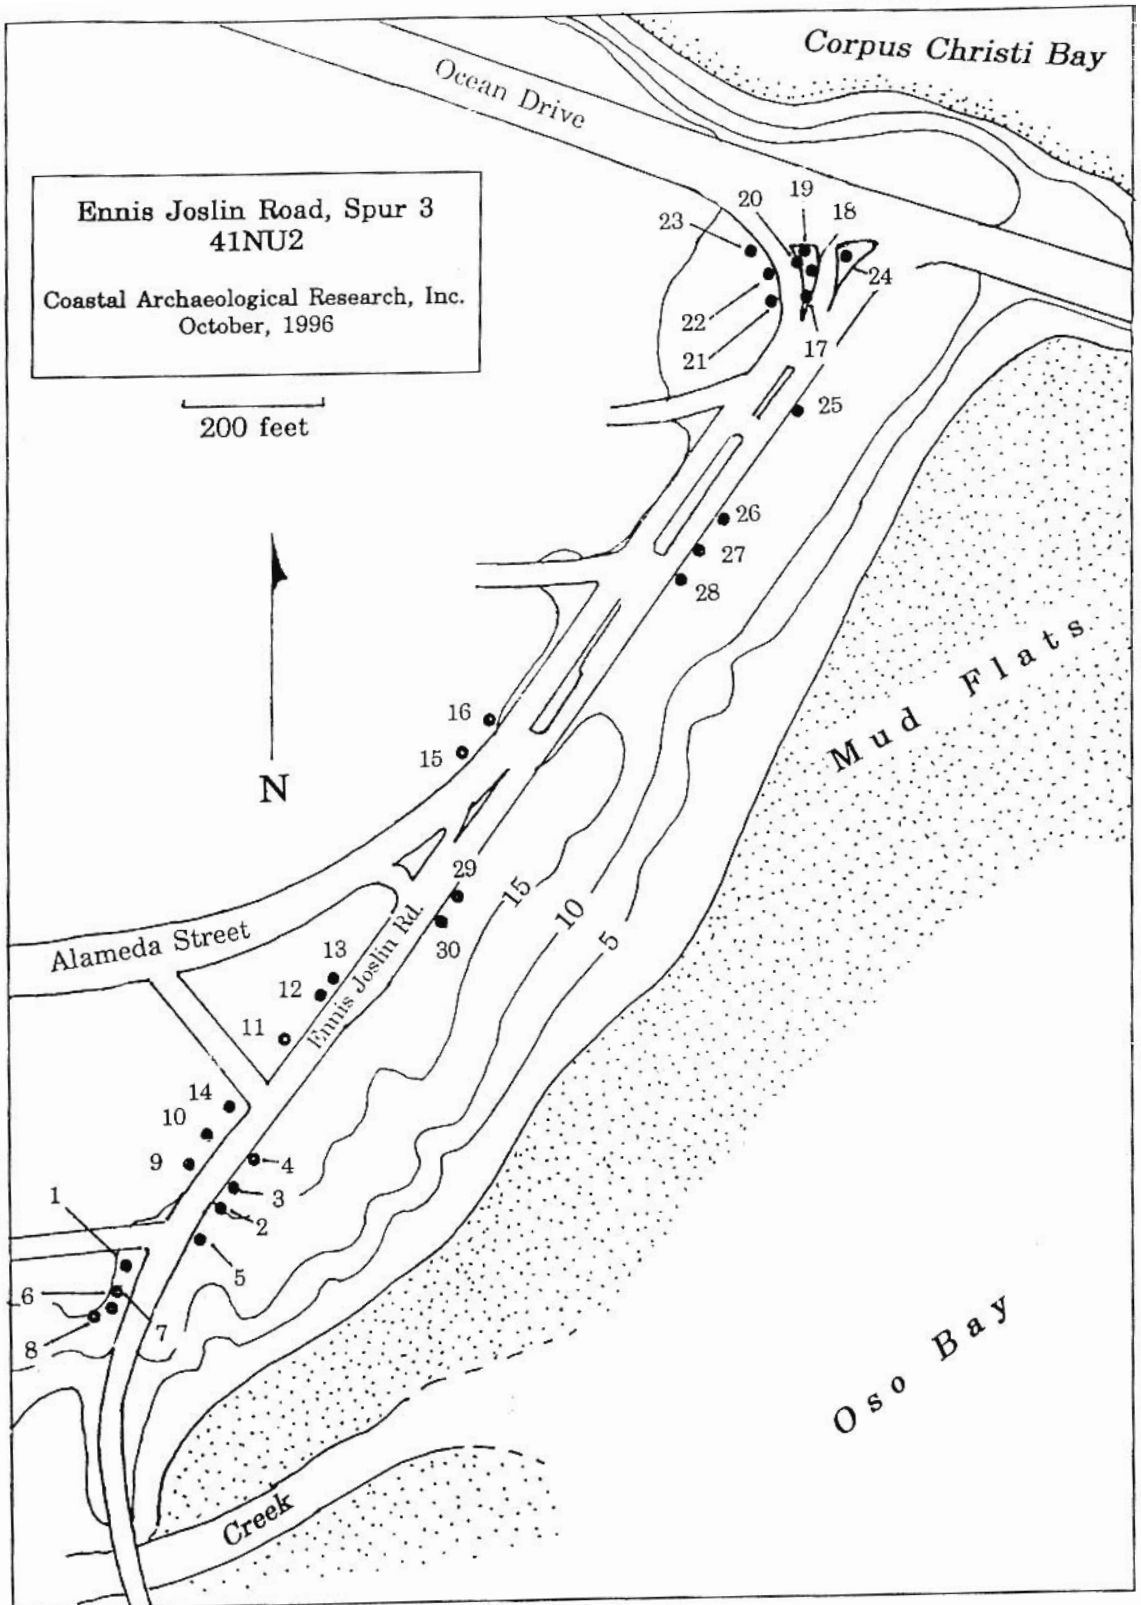 Corpus Christi Bay
Ocean Drive
Ennis Joslin Road, Spur 3
41NU2
Coastal Archaeological Research, Inc.
October, 1996
200 feet
19
20
18
23
24
22
17
21
25
26
27
28
Mud Flats
16
15
N
29
15
10
5
30
Alameda Street
Ennis Joslin Rd.
13
12
11
14
10
9
4
3
1
2
5
6
7
8
Oso Bay
Creek